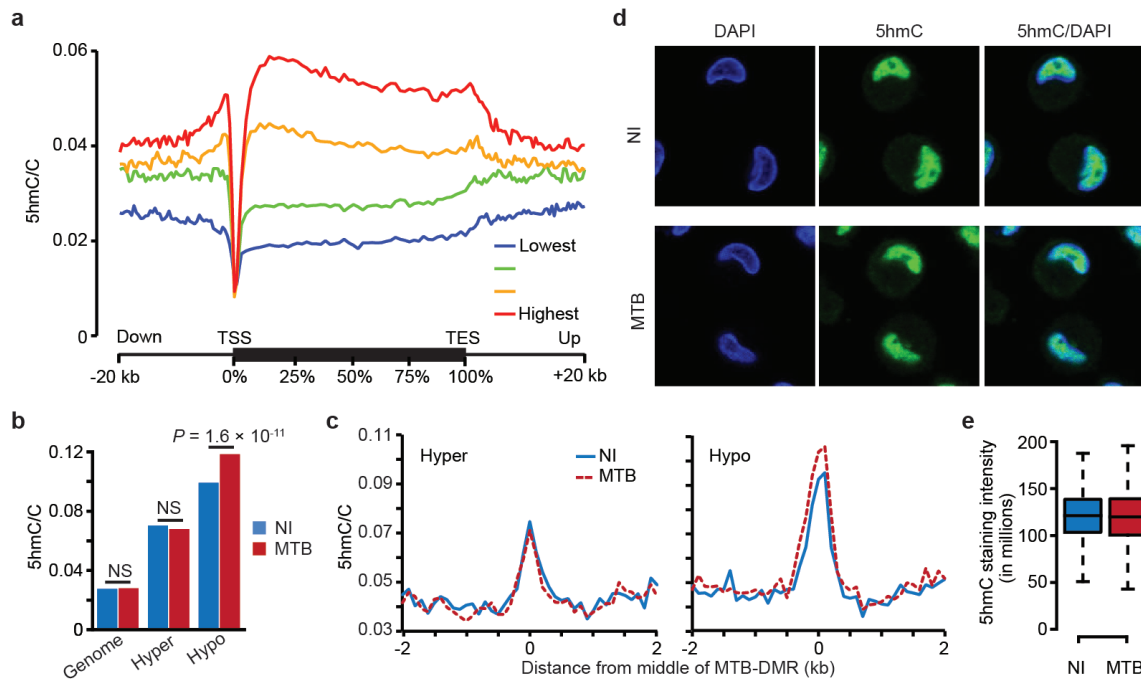 a
0.06
0.04
0.02
0
5hmC/C
Lowest
Highest
Down
TSS
TES
Up
-20 kb
0%
25%
50%
75%
100%
+20 kb
b
P = 1.6 × 10-11
0.12
0.08
0.04
0
5hmC/C
NS
NS
NI
MTB
Genome
Hyper
Hypo
c
0.11
0.09
0.07
0.05
0.03
5hmC/C
Hyper
NI
MTB
Hypo
-2
0
2
-2
0
2
Distance from middle of MTB-DMR (kb)
d
DAPI
5hmC
5hmC/DAPI
NI
MTB
e
200
150
100
50
0
5hmC staining intensity
(in millions)
NI
MTB